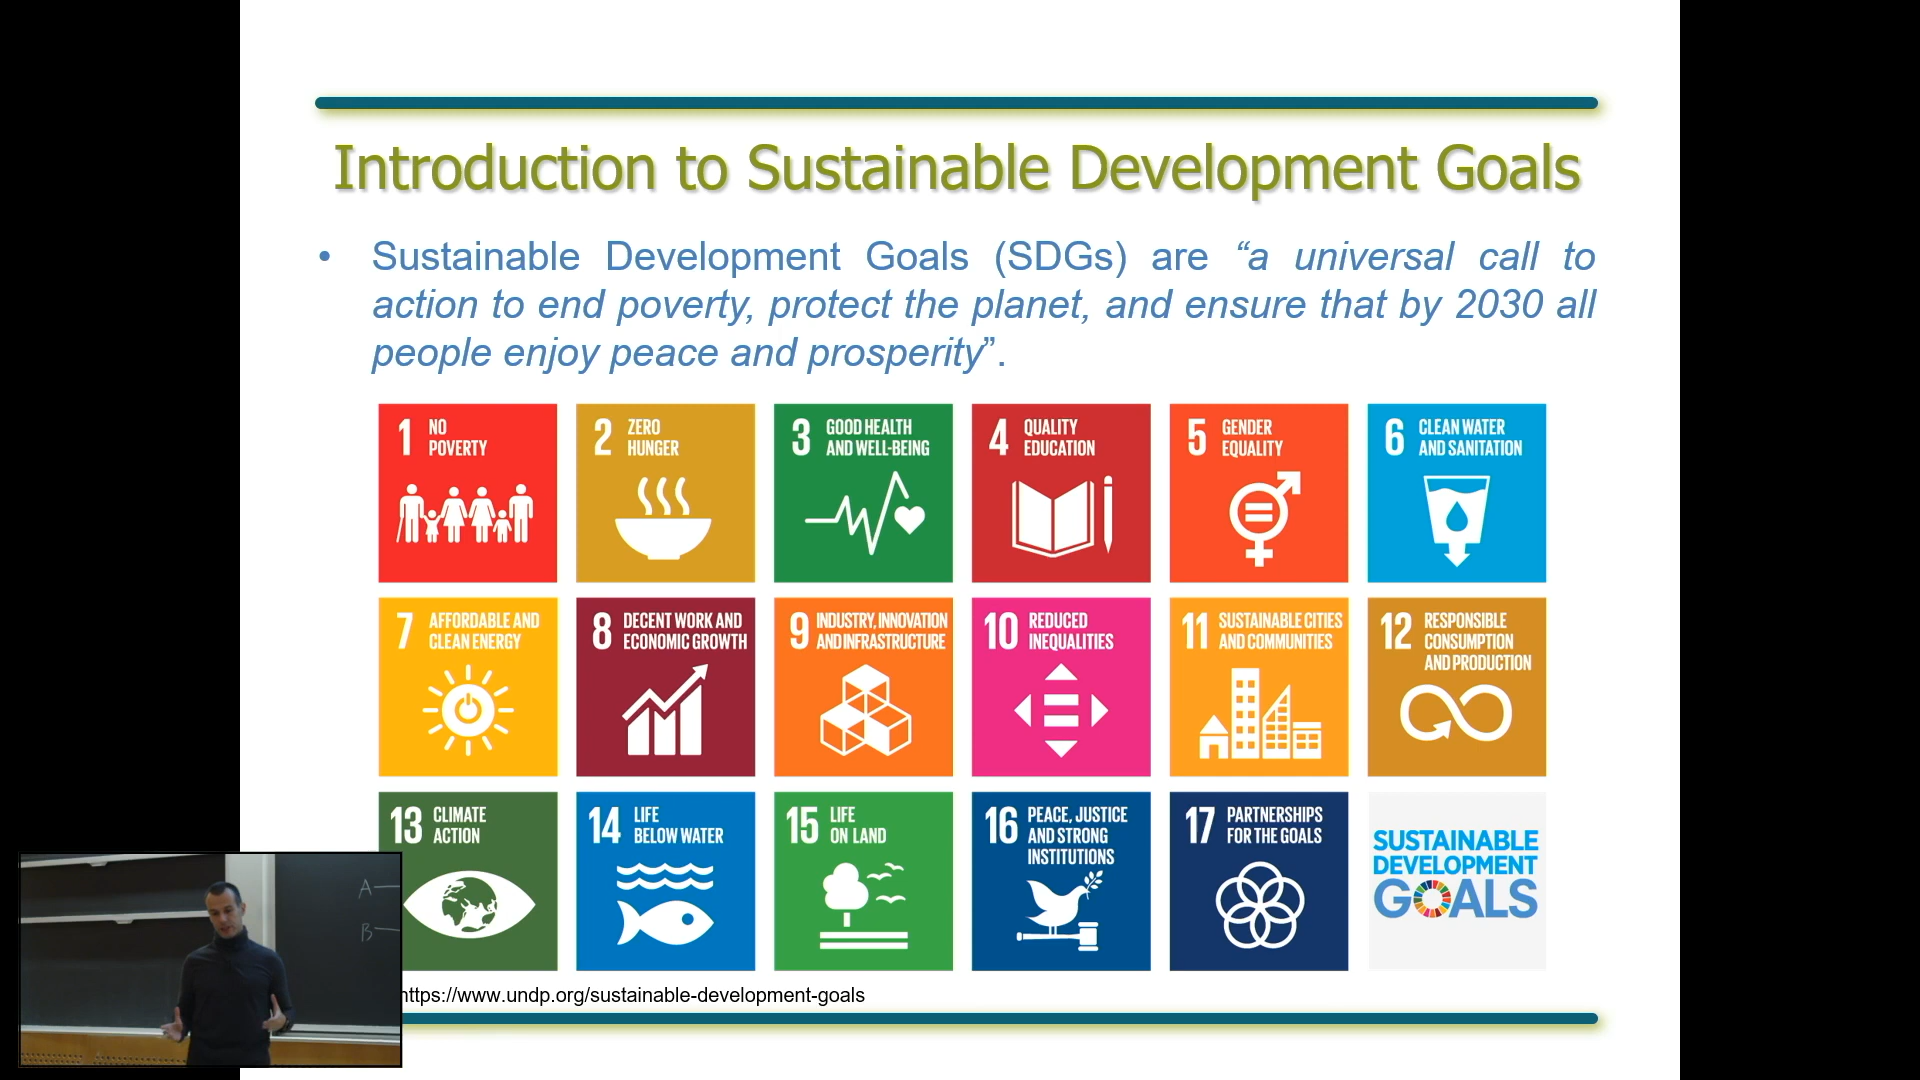 Introduction to Sustainable Development Goals
• Sustainable Development Goals (SDGs) are “a universal call to
action to end poverty, protect the planet, and ensure that by 2030 all
people enjoy peace and prosperity”.
1 NO
POVERTY
2 ZERO
HUNGER
3 GOOD HEALTH
AND WELL-BEING
4 QUALITY
EDUCATION
5 GENDER
EQUALITY
6 CLEAN WATER
AND SANITATION
7 AFFORDABLE AND
CLEAN ENERGY
8 DECENT WORK AND
ECONOMIC GROWTH
9 INDUSTRY, INNOVATION
AND INFRASTRUCTURE
10 REDUCED
INEQUALITIES
11 SUSTAINABLE CITIES
AND COMMUNITIES
12 RESPONSIBLE
CONSUMPTION
AND PRODUCTION
13 CLIMATE
ACTION
14 LIFE
BELOW WATER
15 LIFE
ON LAND
16 PEACE, JUSTICE
AND STRONG
INSTITUTIONS
17 PARTNERSHIPS
FOR THE GOALS
SUSTAINABLE
DEVELOPMENT
GOALS
A
B
https://www.undp.org/sustainable-development-goals